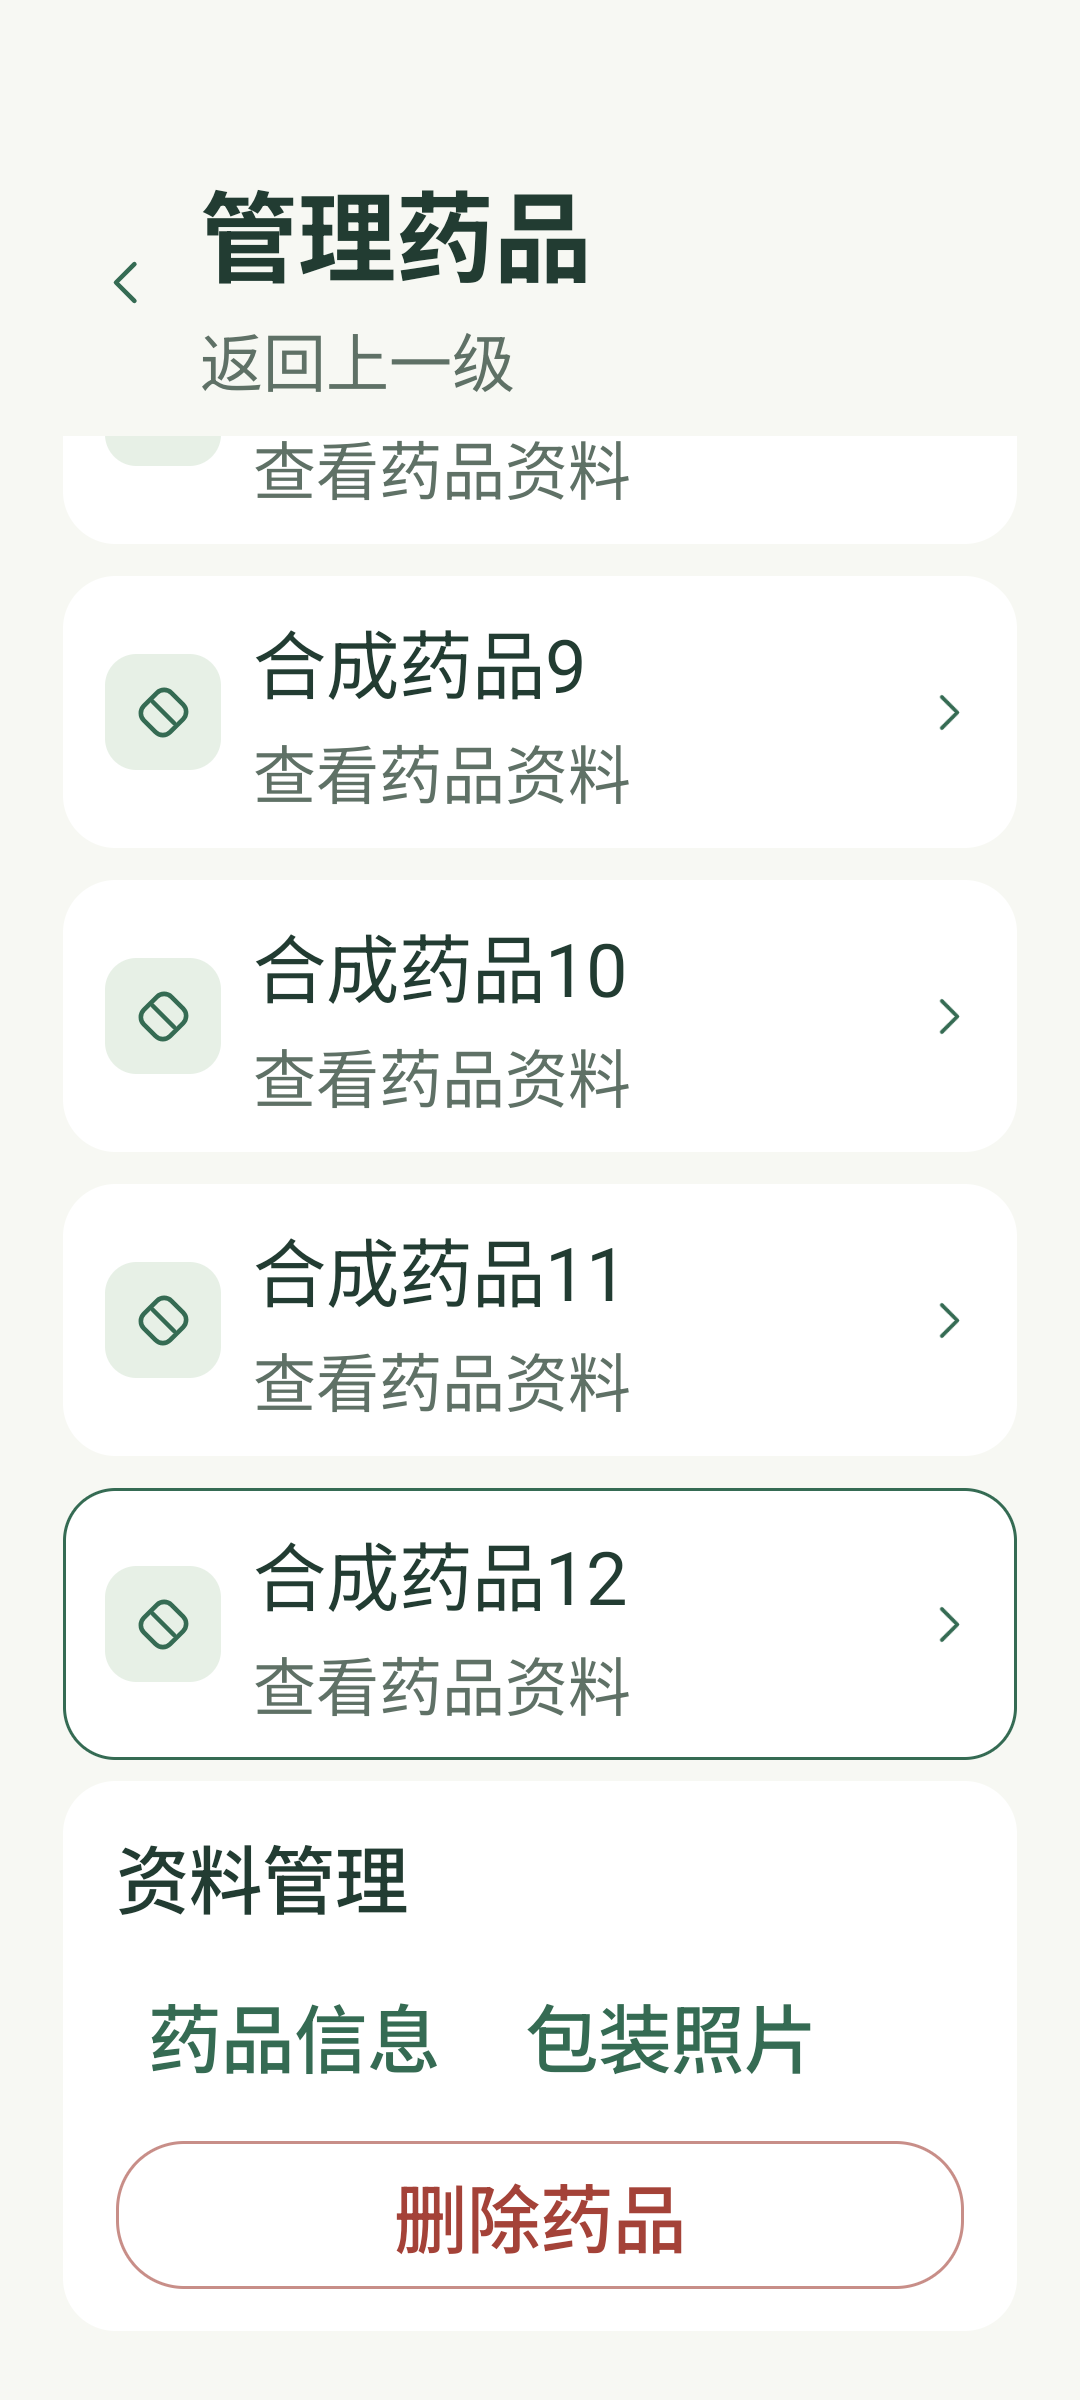 管理药品
返回上一级
查看药品资料
合成药品9
查看药品资料
合成药品10
查看药品资料
合成药品11
查看药品资料
合成药品12
查看药品资料
资料管理
药品信息 包装照片
删除药品